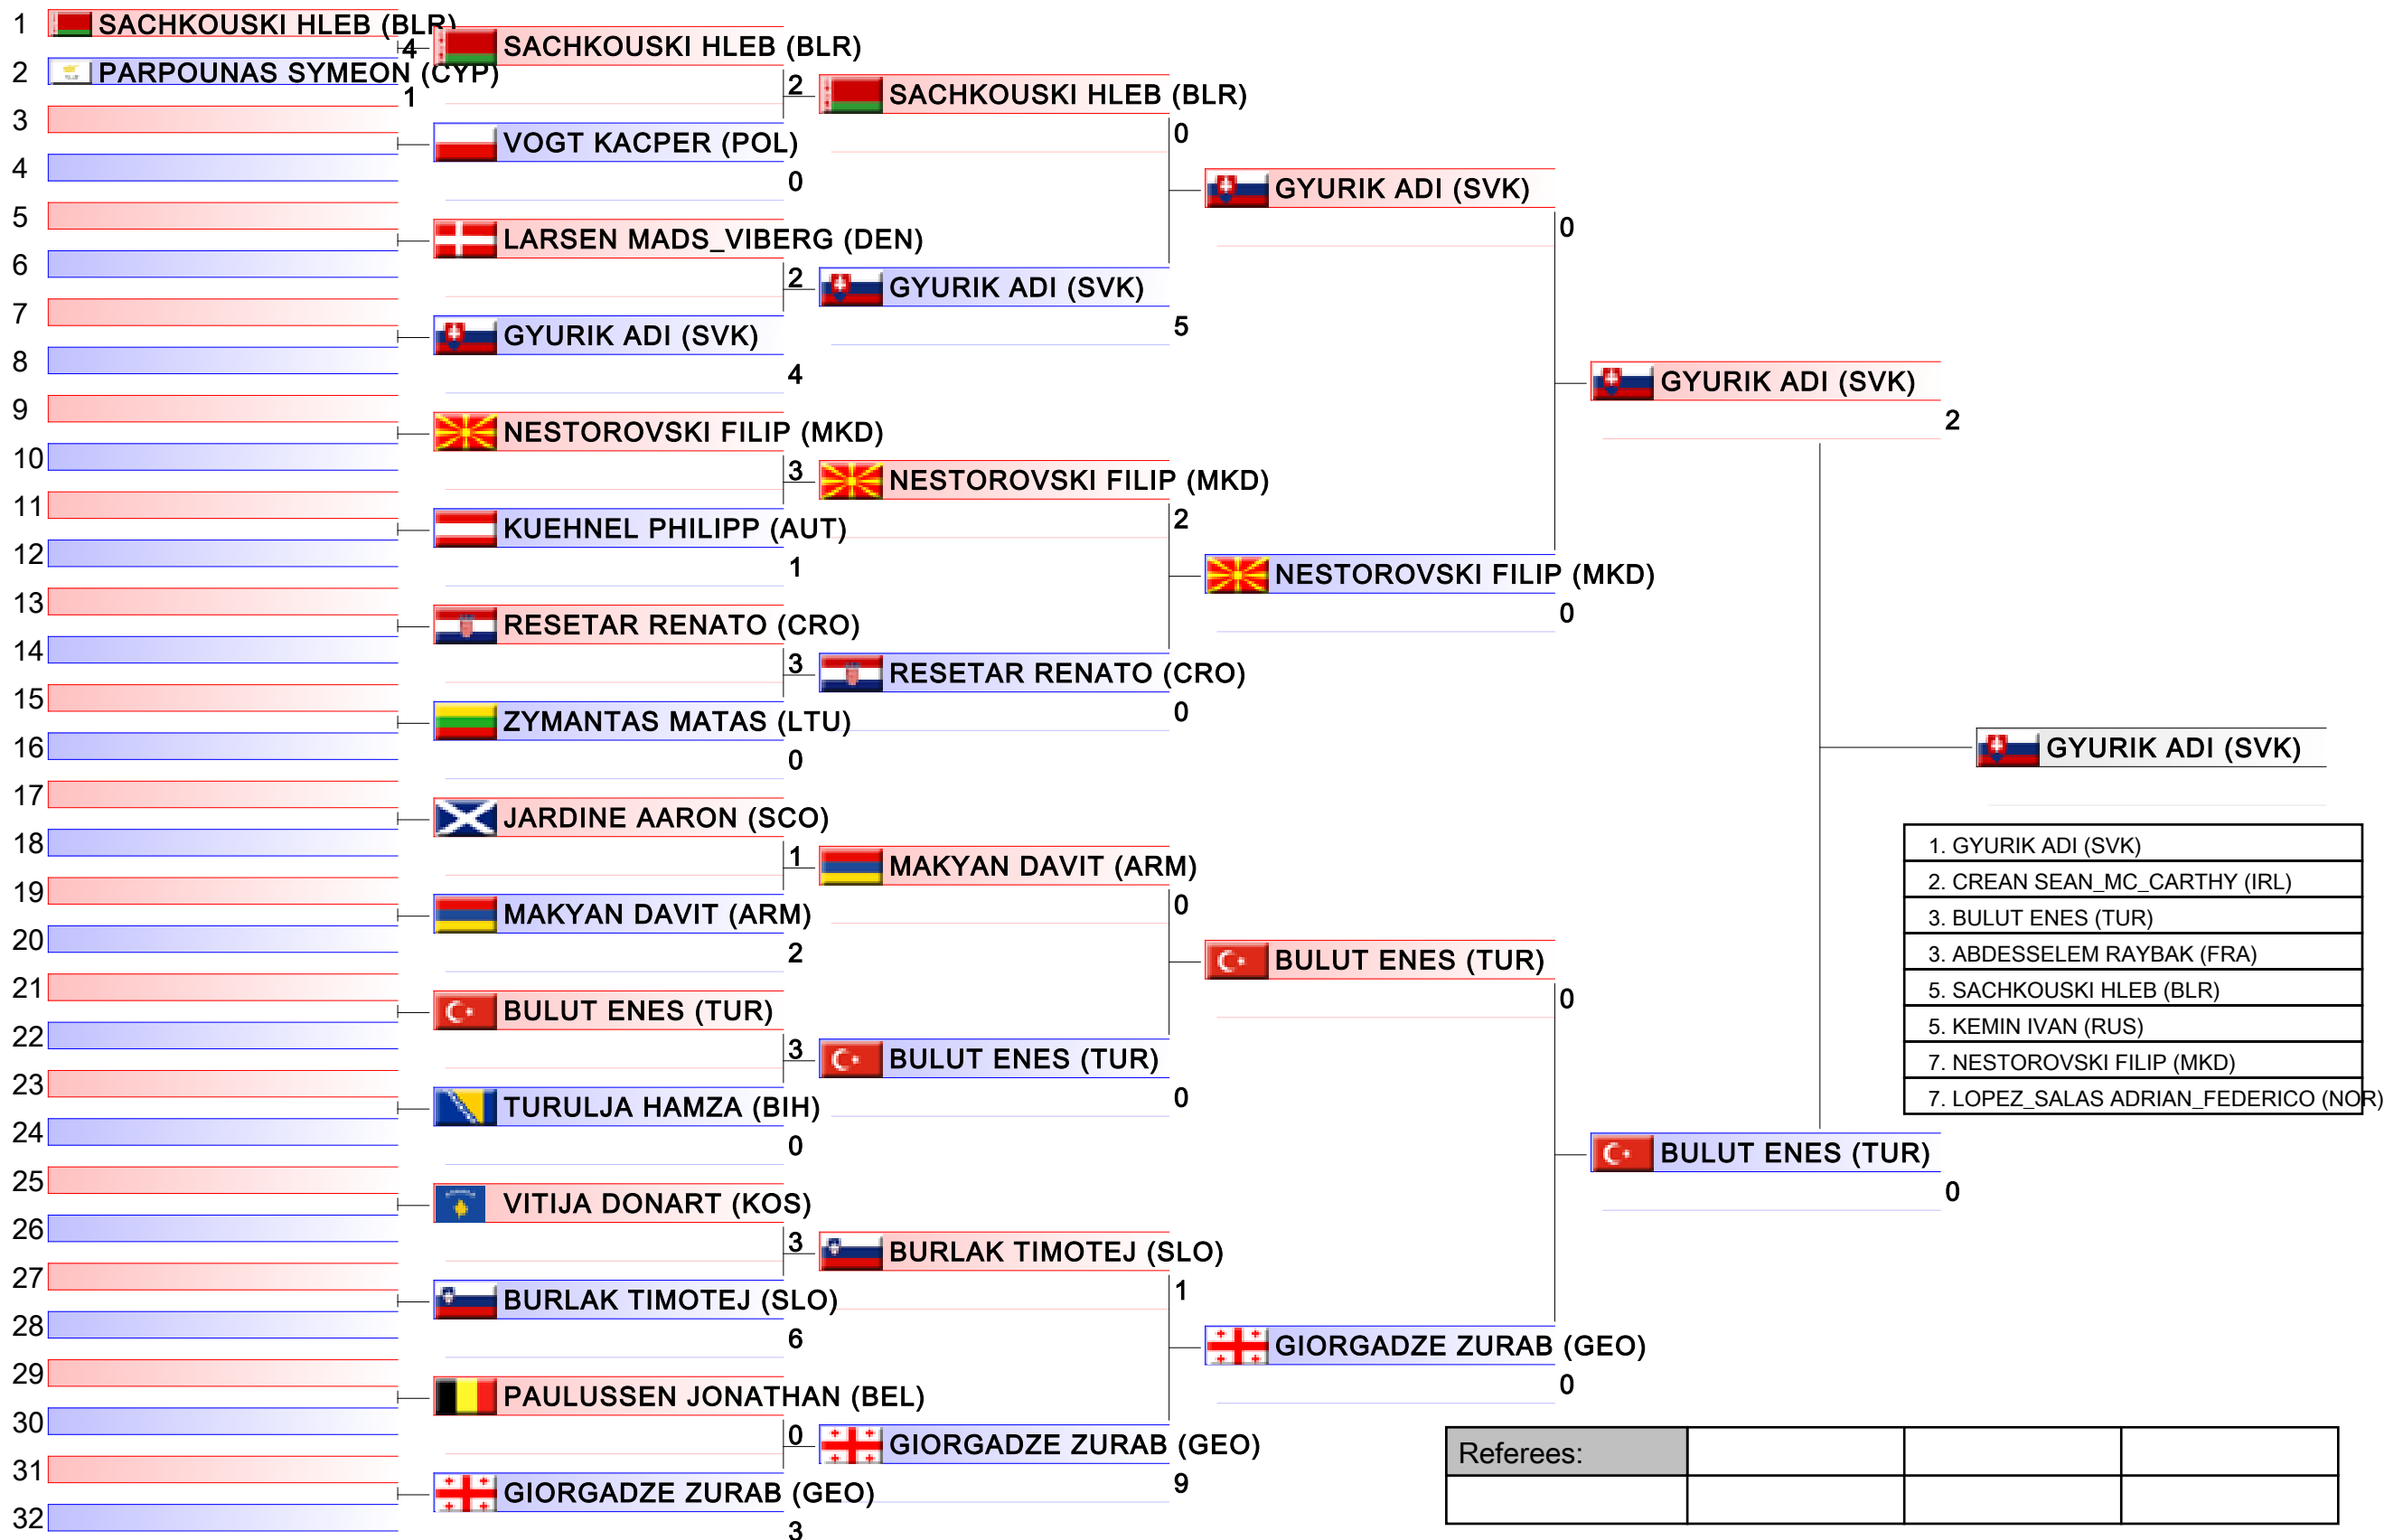 1 SACHKOUSKI HLEB (BLR)
4
2 PARPOUNAS SYMEON (CYP)
1
3
4
5
6
7
8
9
10
11
12
13
14
15
16
17
18
19
20
21
22
23
24
25
26
27
28
29
30
31
32
SACHKOUSKI HLEB (BLR)
2
VOGT KACPER (POL)
0
LARSEN MADS_VIBERG (DEN)
2
GYURIK ADI (SVK)
4
NESTOROVSKI FILIP (MKD)
3
KUEHNEL PHILIPP (AUT)
1
RESETAR RENATO (CRO)
3
ZYMANTAS MATAS (LTU)
0
JARDINE AARON (SCO)
1
MAKYAN DAVIT (ARM)
2
BULUT ENES (TUR)
3
TURULJA HAMZA (BIH)
0
VITIJA DONART (KOS)
3
BURLAK TIMOTEJ (SLO)
6
PAULUSSEN JONATHAN (BEL)
0
GIORGADZE ZURAB (GEO)
3
SACHKOUSKI HLEB (BLR)
0
GYURIK ADI (SVK)
5
NESTOROVSKI FILIP (MKD)
2
RESETAR RENATO (CRO)
0
MAKYAN DAVIT (ARM)
0
BULUT ENES (TUR)
0
BURLAK TIMOTEJ (SLO)
1
GIORGADZE ZURAB (GEO)
9
GYURIK ADI (SVK)
0
NESTOROVSKI FILIP (MKD)
0
BULUT ENES (TUR)
0
GIORGADZE ZURAB (GEO)
0
GYURIK ADI (SVK)
2
BULUT ENES (TUR)
0
GYURIK ADI (SVK)
1. GYURIK ADI (SVK)
2. CREAN SEAN_MC_CARTHY (IRL)
3. BULUT ENES (TUR)
3. ABDESSELEM RAYBAK (FRA)
5. SACHKOUSKI HLEB (BLR)
5. KEMIN IVAN (RUS)
7. NESTOROVSKI FILIP (MKD)
7. LOPEZ_SALAS ADRIAN_FEDERICO (NOR)
Referees: